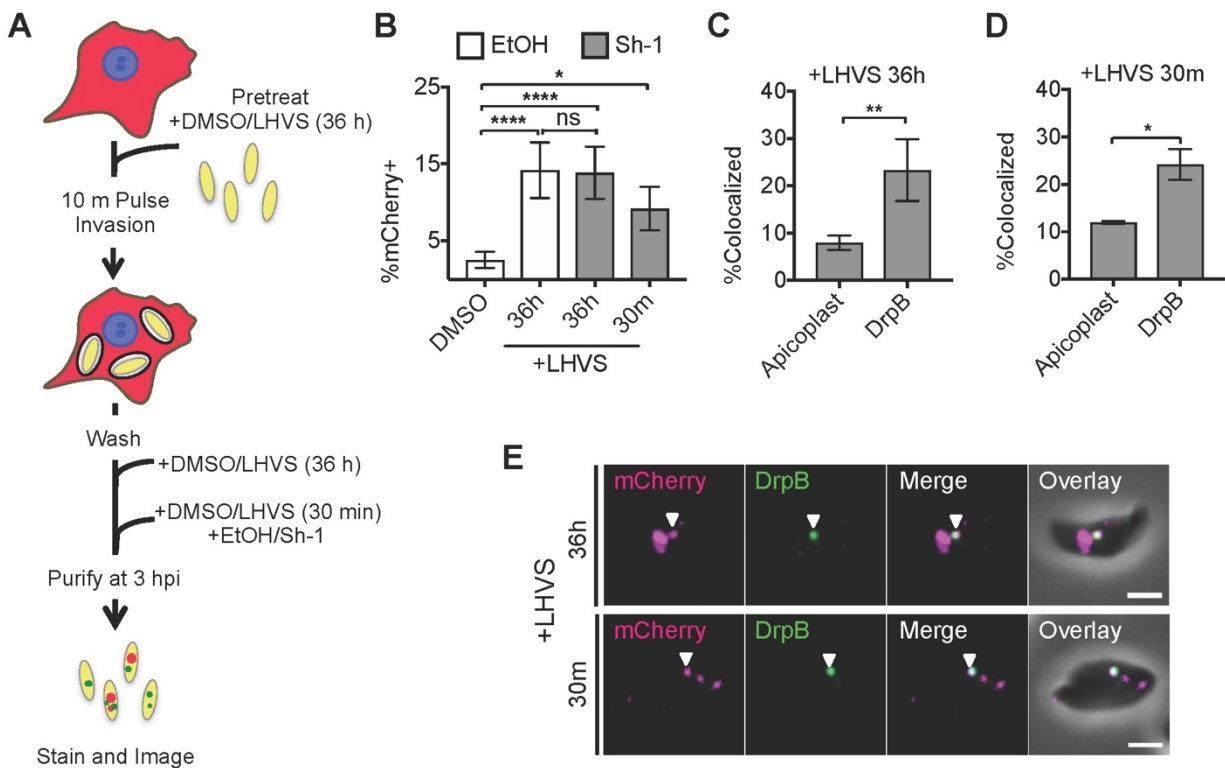 A
Pretreat
+DMSO/LHVS (36 h)
10 m Pulse
Invasion
Wash
+DMSO/LHVS (36 h)
+DMSO/LHVS (30 min)
+EtOH/Sh-1
Purify at 3 hpi
Stain and Image
B
EtOH
Sh-1
%mCherry+
25
15
5
*
****
****
ns
DMSO
36h
36h
30m
+LHVS
C
+LHVS 36h
%Colocalized
40
30
20
10
0
**
Apicoplast
DrpB
D
+LHVS 30m
%Colocalized
40
30
20
10
0
*
Apicoplast
DrpB
E
+LHVS
36h
mCherry
DrpB
Merge
Overlay
30m
mCherry
DrpB
Merge
Overlay